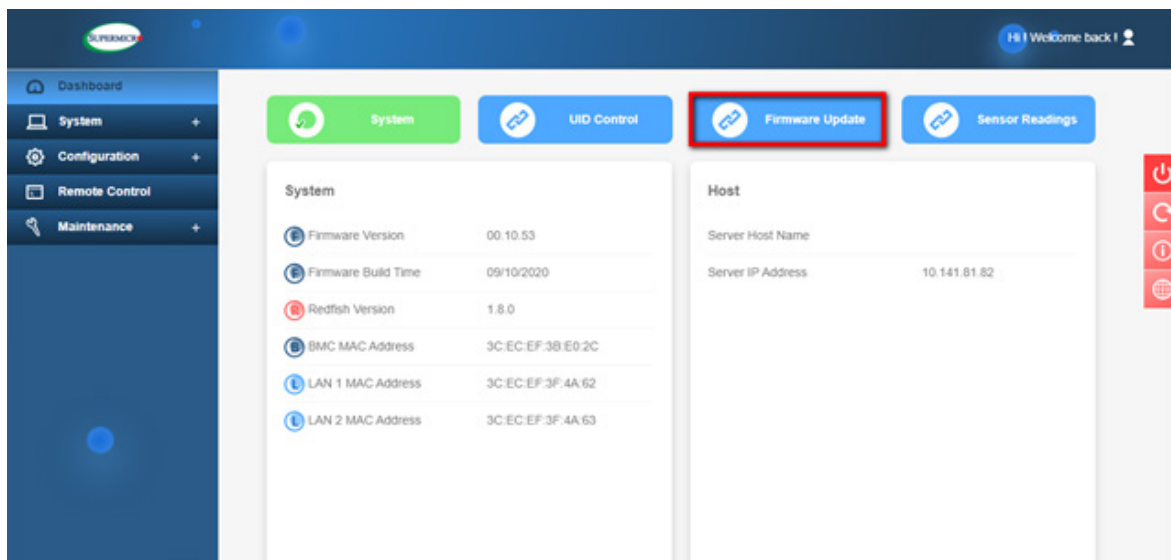 SUPERMICR
Hi ! Welcome back !
Dashboard
System +
Configuration +
Remote Control
Maintenance +
System
UID Control
Firmware Update
Sensor Readings
System
Firmware Version 00.10.53
Firmware Build Time 09/10/2020
Redfish Version 1.8.0
BMC MAC Address 3C:EC:EF:3B:E0:2C
LAN 1 MAC Address 3C:EC:EF:3F:4A:62
LAN 2 MAC Address 3C:EC:EF:3F:4A:63
Host
Server Host Name
Server IP Address 10.141.81.82